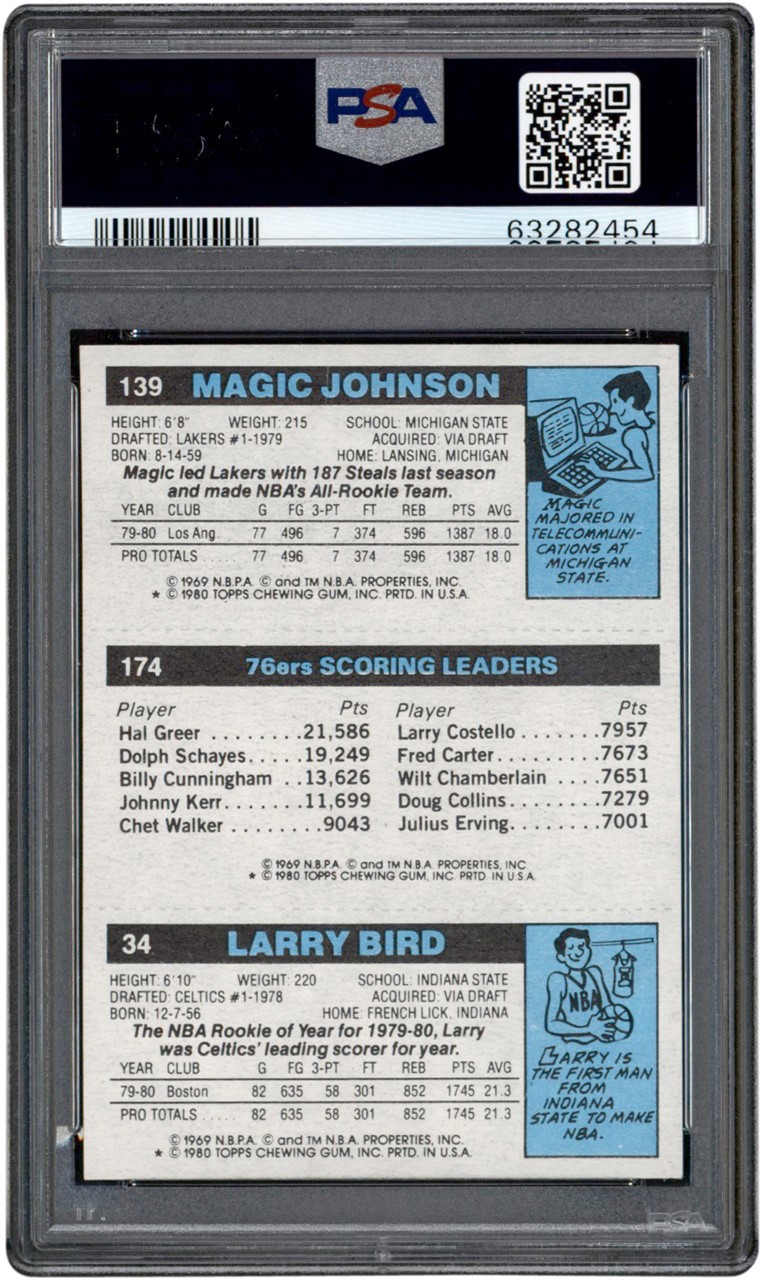 PSA
63282454
139 MAGIC JOHNSON
HEIGHT: 6'8" WEIGHT: 215 SCHOOL: MICHIGAN STATE
DRAFTED: LAKERS #1-1979 ACQUIRED: VIA DRAFT
BORN: 8-14-59 HOME: LANSING, MICHIGAN
Magic led Lakers with 187 Steals last season
and made NBA's All-Rookie Team.
YEAR CLUB G FG 3-PT FT REB PTS AVG
79-80 Los Ang. 77 496 7 374 596 1387 18.0
PRO TOTALS ..... 77 496 7 374 596 1387 18.0
© 1969 N.B.P.A. © and TM N.B.A. PROPERTIES, INC.
* © 1980 TOPPS CHEWING GUM, INC. PRTD. IN U.S.A.
MAGIC
MAJORED IN
TELECOMMUNI-
CATIONS AT
MICHIGAN
STATE.
174 76ers SCORING LEADERS
Player Pts Player Pts
Hal Greer ........21,586 Larry Costello .......7957
Dolph Schayes.....19,249 Fred Carter.........7673
Billy Cunningham ..13,626 Wilt Chamberlain ....7651
Johnny Kerr.......11,699 Doug Collins........7279
Chet Walker ........9043 Julius Erving........7001
© 1969 N.B.P.A. © and TM N.B.A. PROPERTIES, INC
* © 1980 TOPPS CHEWING GUM, INC. PRTD. IN U.S.A.
34 LARRY BIRD
HEIGHT: 6'10" WEIGHT: 220 SCHOOL: INDIANA STATE
DRAFTED: CELTICS #1-1978 ACQUIRED: VIA DRAFT
BORN: 12-7-56 HOME: FRENCH LICK, INDIANA
The NBA Rookie of Year for 1979-80, Larry
was Celtics' leading scorer for year.
YEAR CLUB G FG 3-PT FT REB PTS AVG
79-80 Boston 82 635 58 301 852 1745 21.3
PRO TOTALS ..... 82 635 58 301 852 1745 21.3
© 1969 N.B.P.A. © and TM N.B.A. PROPERTIES, INC.
* © 1980 TOPPS CHEWING GUM, INC. PRTD. IN U.S.A.
NBA
LARRY IS
THE FIRST MAN
FROM
INDIANA
STATE TO MAKE
NBA.
PSA